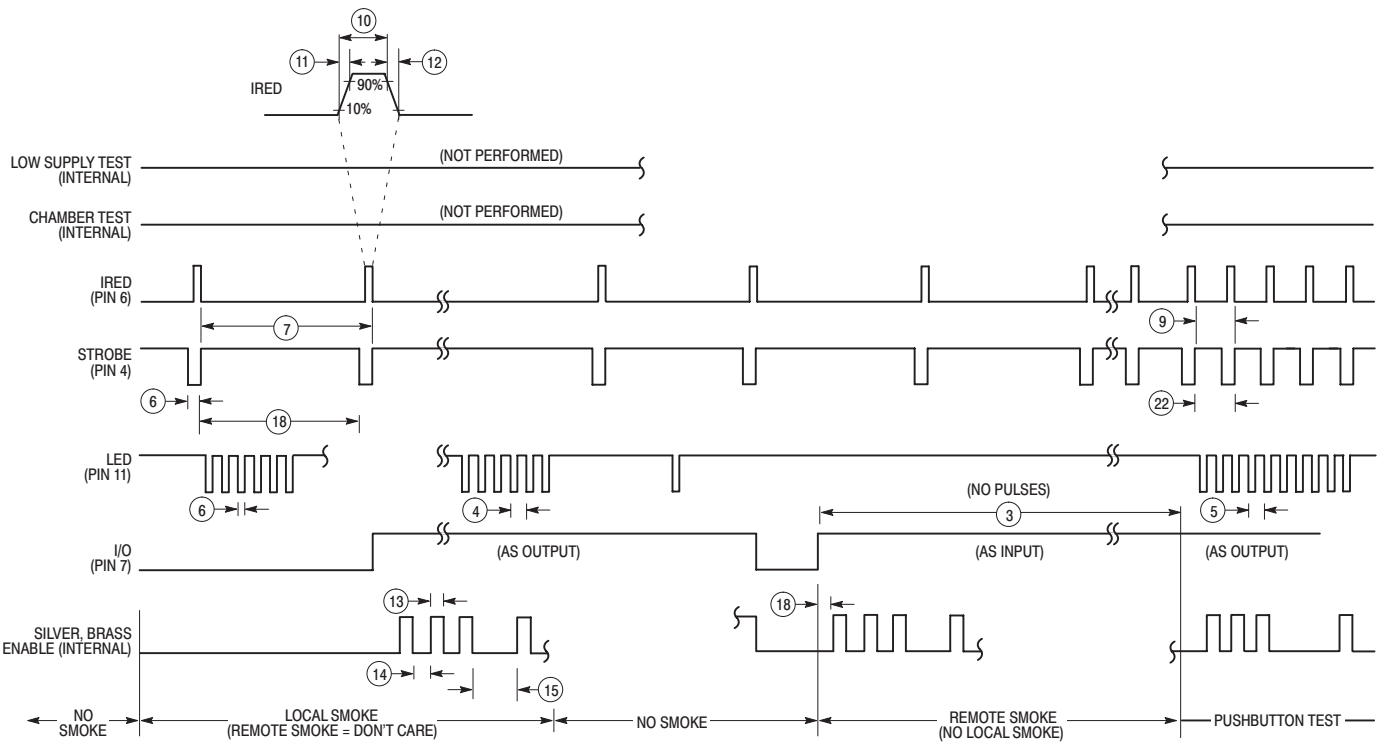 10
11
12
IRED
90%
10%
LOW SUPPLY TEST
(INTERNAL)
(NOT PERFORMED)
CHAMBER TEST
(INTERNAL)
(NOT PERFORMED)
IRED
(PIN 6)
7
9
STROBE
(PIN 4)
6
18
22
LED
(PIN 11)
6
4
(NO PULSES)
3
5
I/O
(PIN 7)
(AS OUTPUT)
(AS INPUT)
(AS OUTPUT)
13
18
SILVER, BRASS
ENABLE (INTERNAL)
14
15
NO
SMOKE
LOCAL SMOKE
(REMOTE SMOKE = DON'T CARE)
NO SMOKE
REMOTE SMOKE
(NO LOCAL SMOKE)
PUSHBUTTON TEST